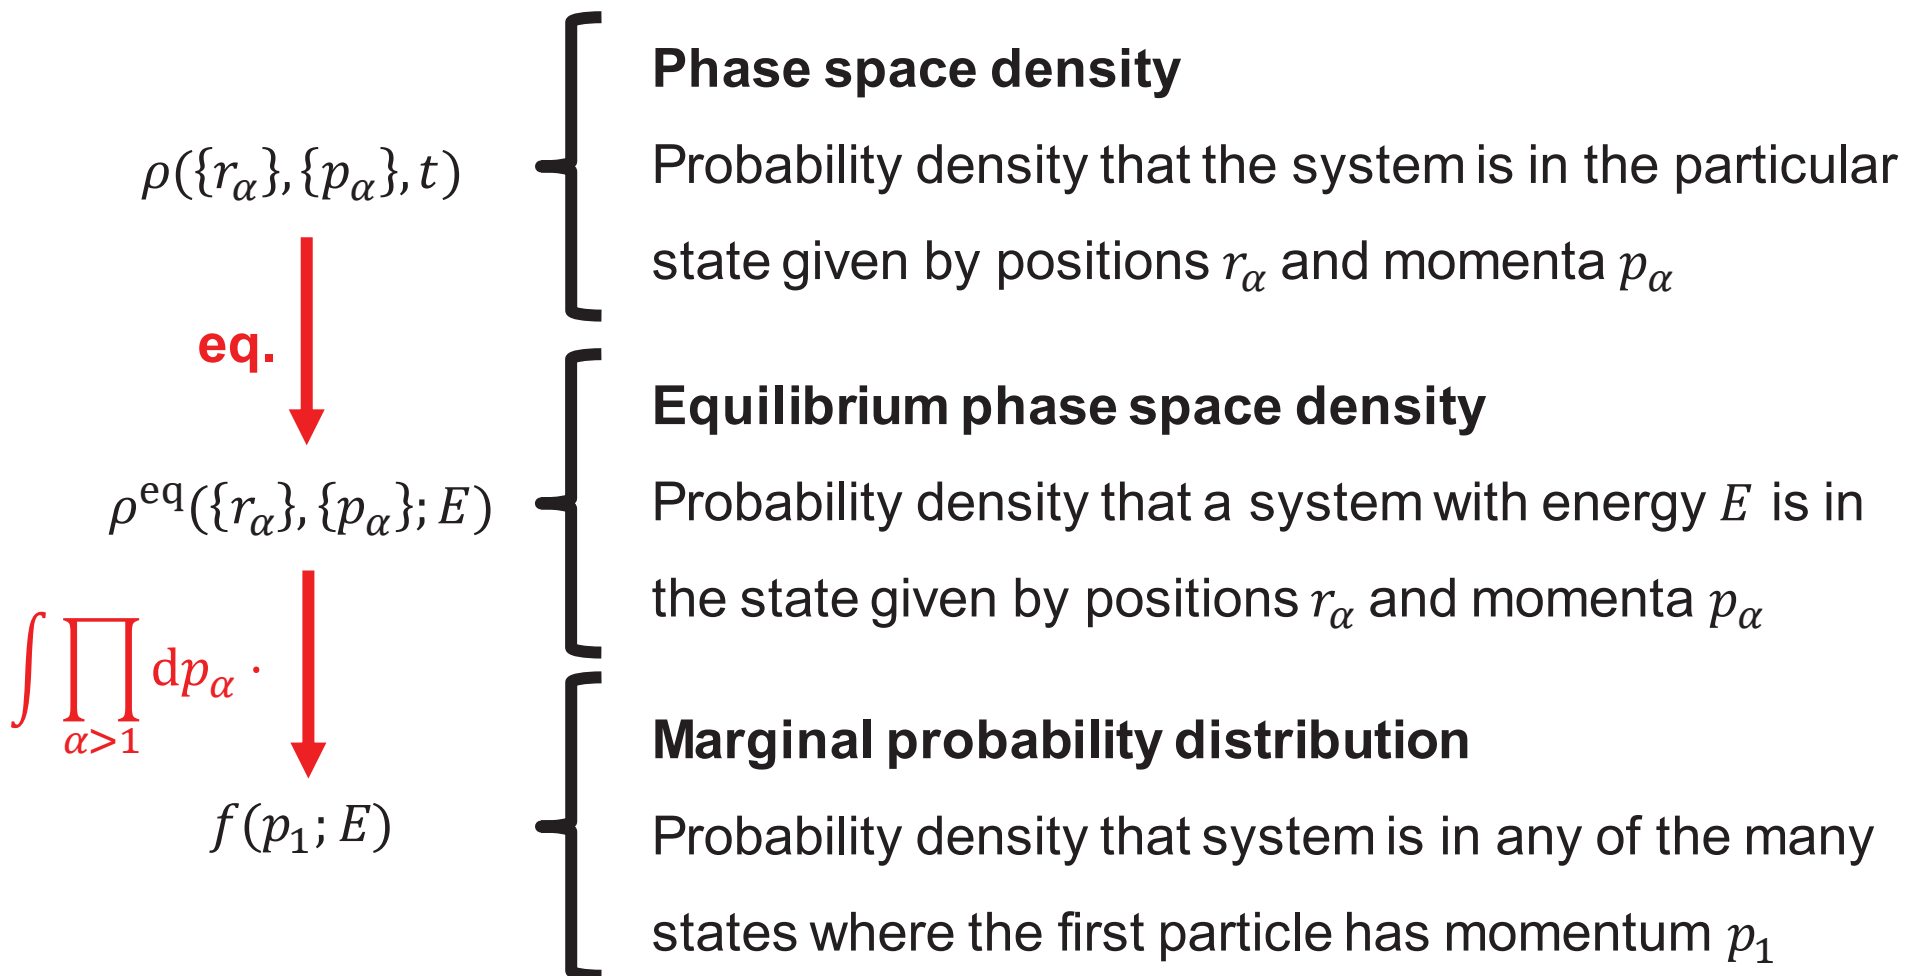 Phase space density
ρ({r_α}, {p_α}, t)
Probability density that the system is in the particular
state given by positions r_α and momenta p_α
eq.
Equilibrium phase space density
ρ^eq({r_α}, {p_α}; E)
Probability density that a system with energy E is in
the state given by positions r_α and momenta p_α
∫ ∏_{α>1} dp_α ·
Marginal probability distribution
f(p_1; E)
Probability density that system is in any of the many
states where the first particle has momentum p_1